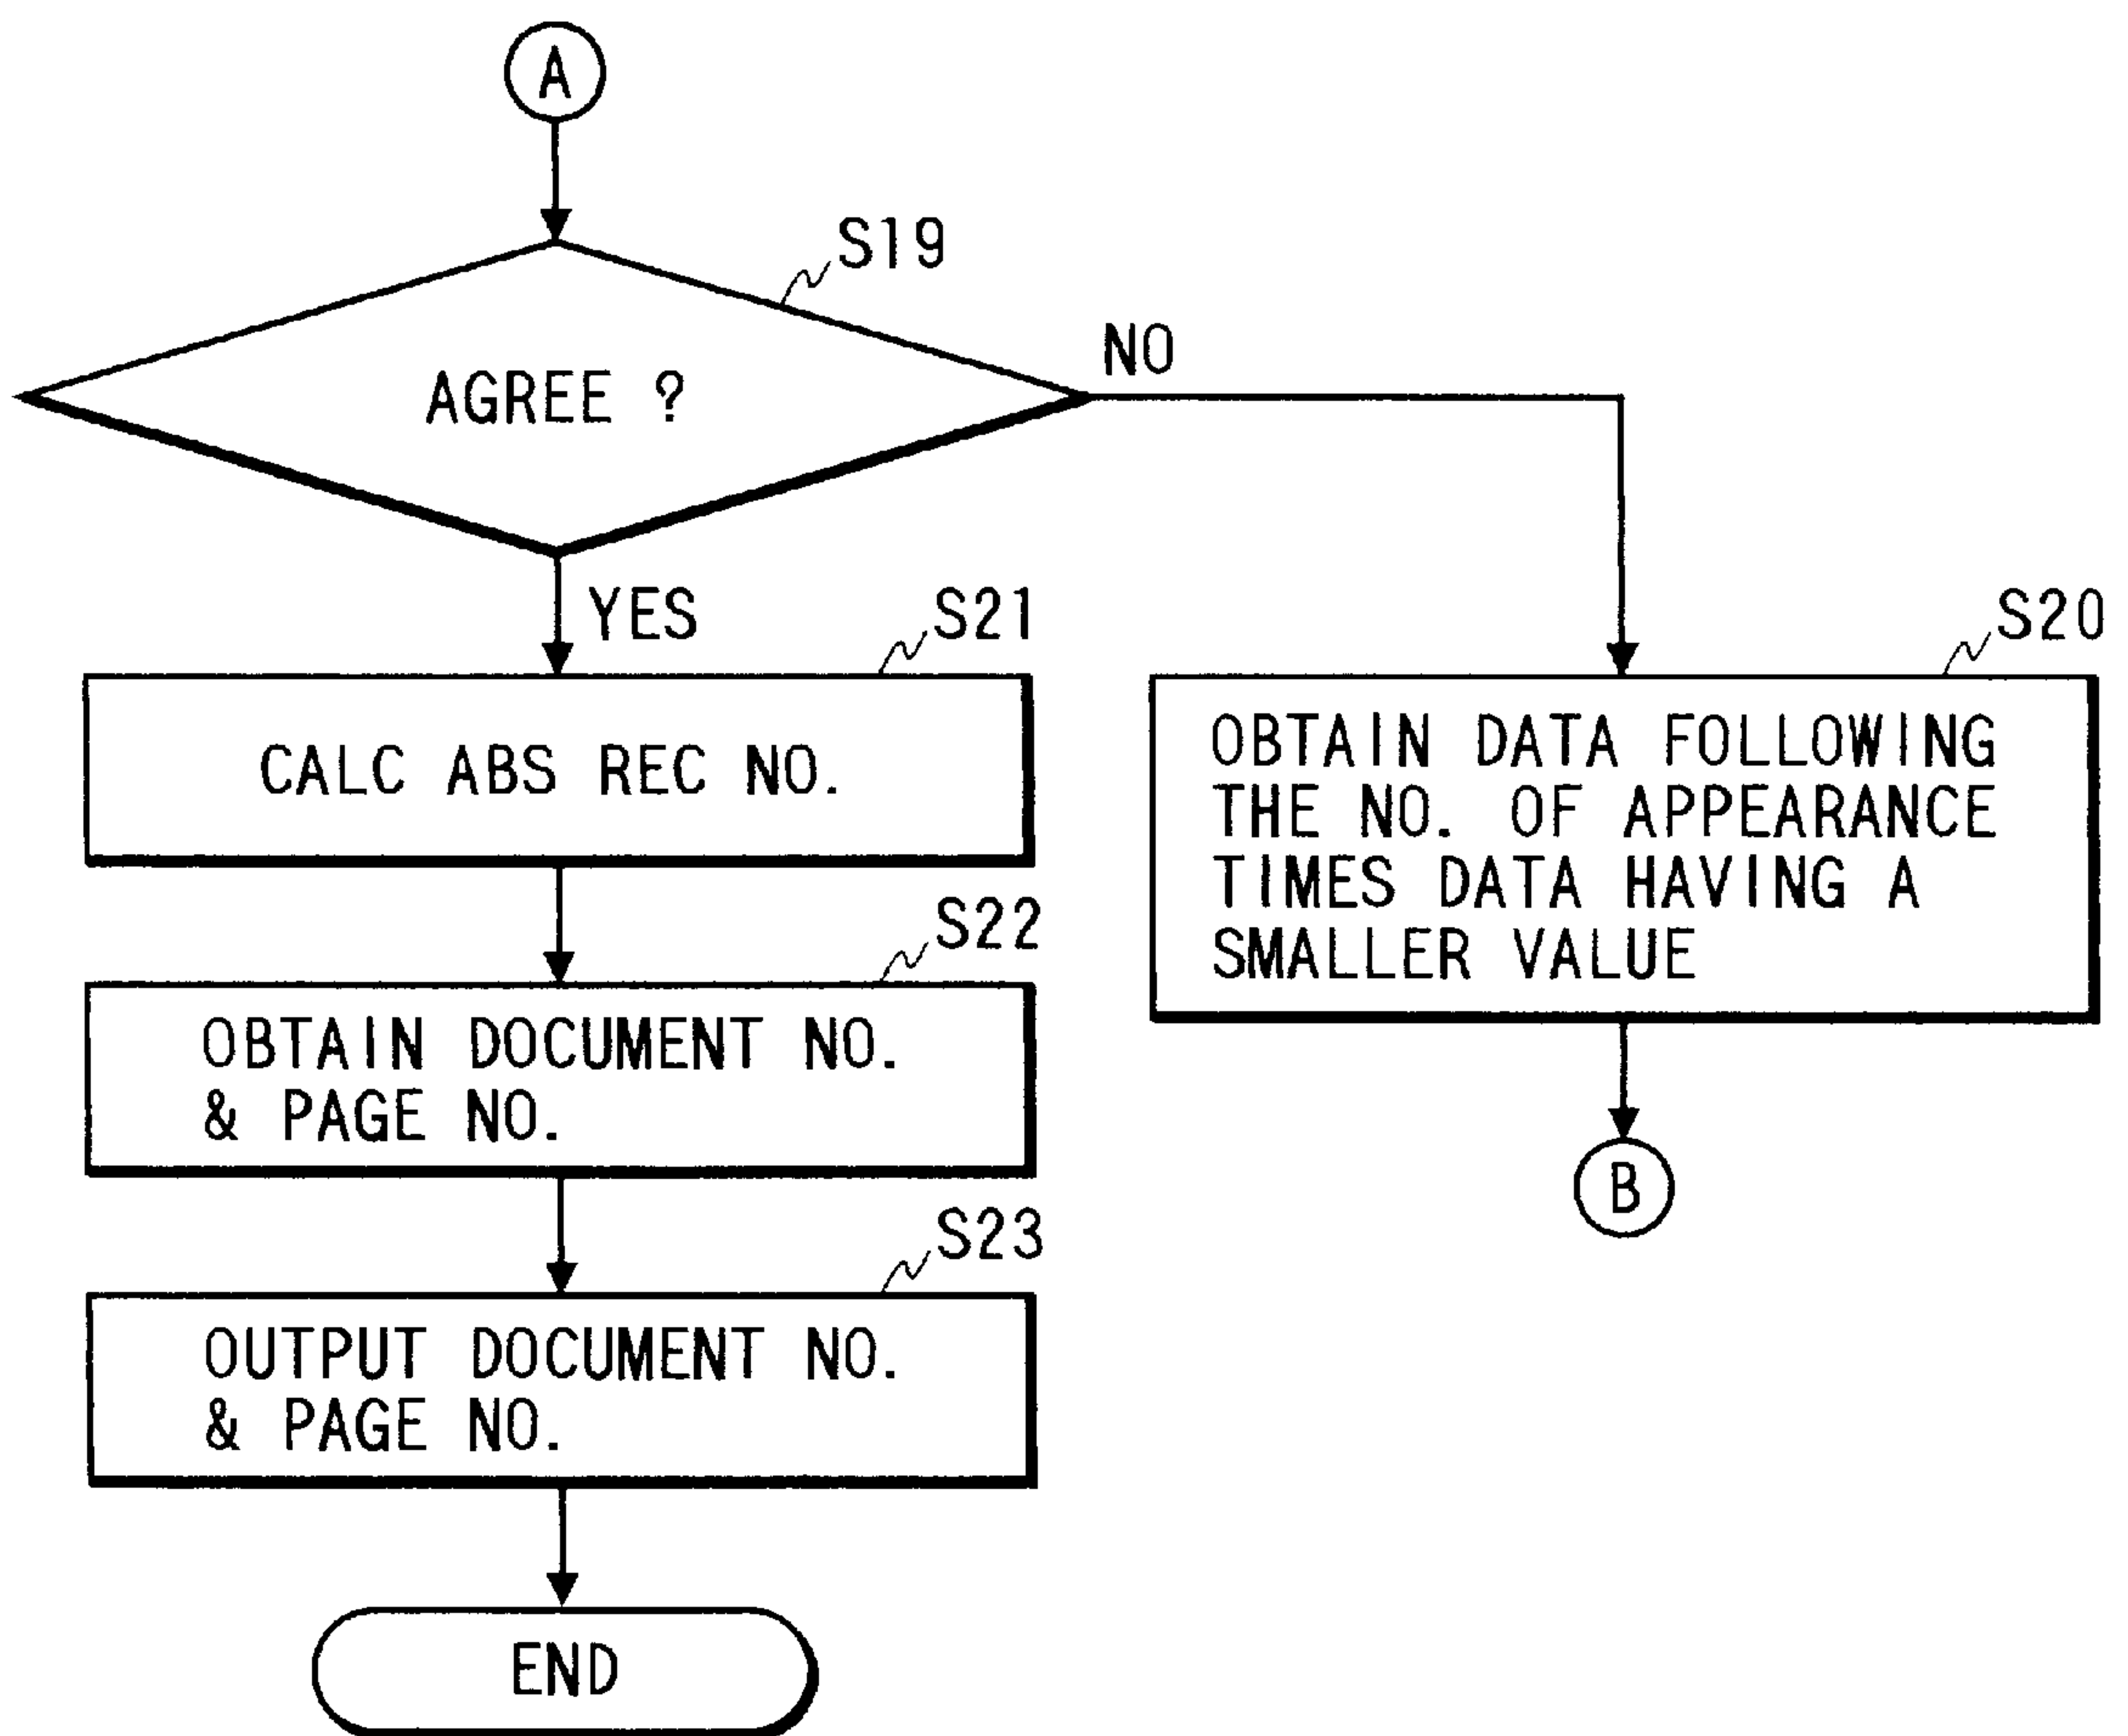 A
S19
AGREE ?
NO
YES
S21
CALC ABS REC NO.
S20
OBTAIN DATA FOLLOWING
THE NO. OF APPEARANCE
TIMES DATA HAVING A
SMALLER VALUE
S22
OBTAIN DOCUMENT NO.
& PAGE NO.
B
S23
OUTPUT DOCUMENT NO.
& PAGE NO.
END